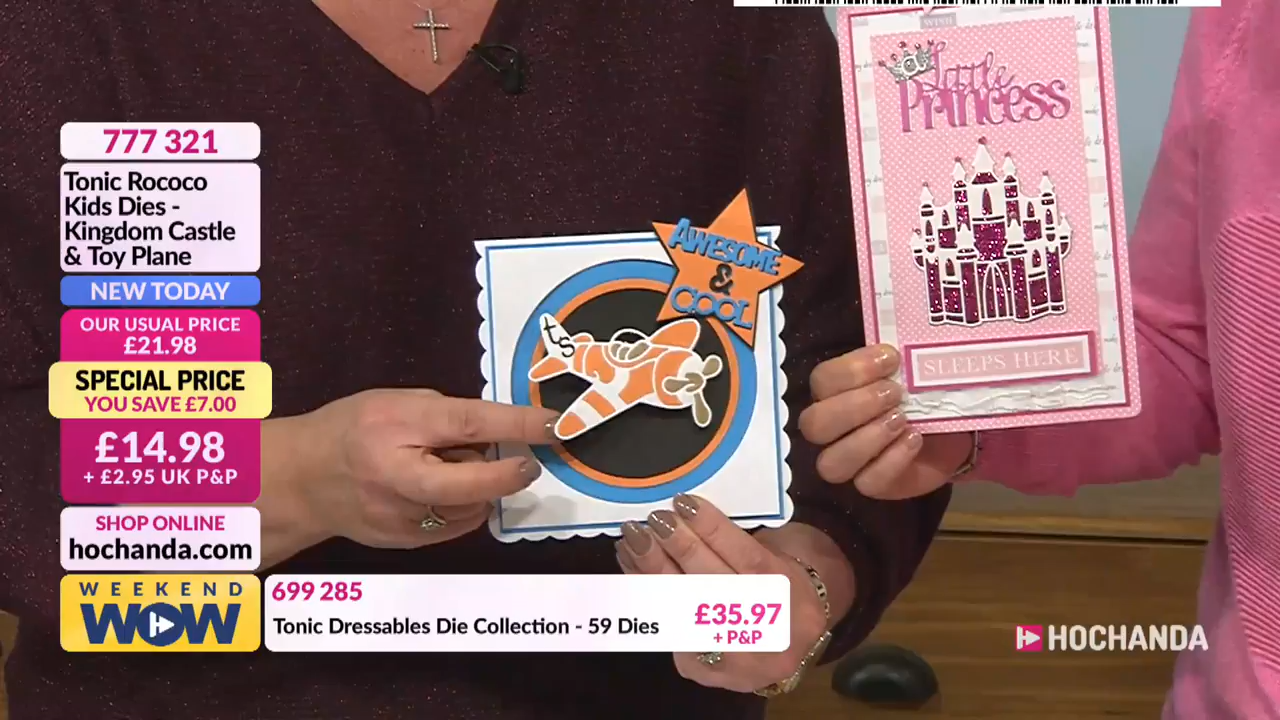 777 321
Tonic Rococo
Kids Dies -
Kingdom Castle
& Toy Plane
NEW TODAY
OUR USUAL PRICE
£21.98
SPECIAL PRICE
YOU SAVE £7.00
£14.98
+ £2.95 UK P&P
SHOP ONLINE
hochanda.com
WEEKEND
WOW
699 285
Tonic Dressables Die Collection - 59 Dies
£35.97
+ P&P
HOCHANDA
AWESOME
&
COOL
ts
WISH
Little
Princess
SLEEPS HERE